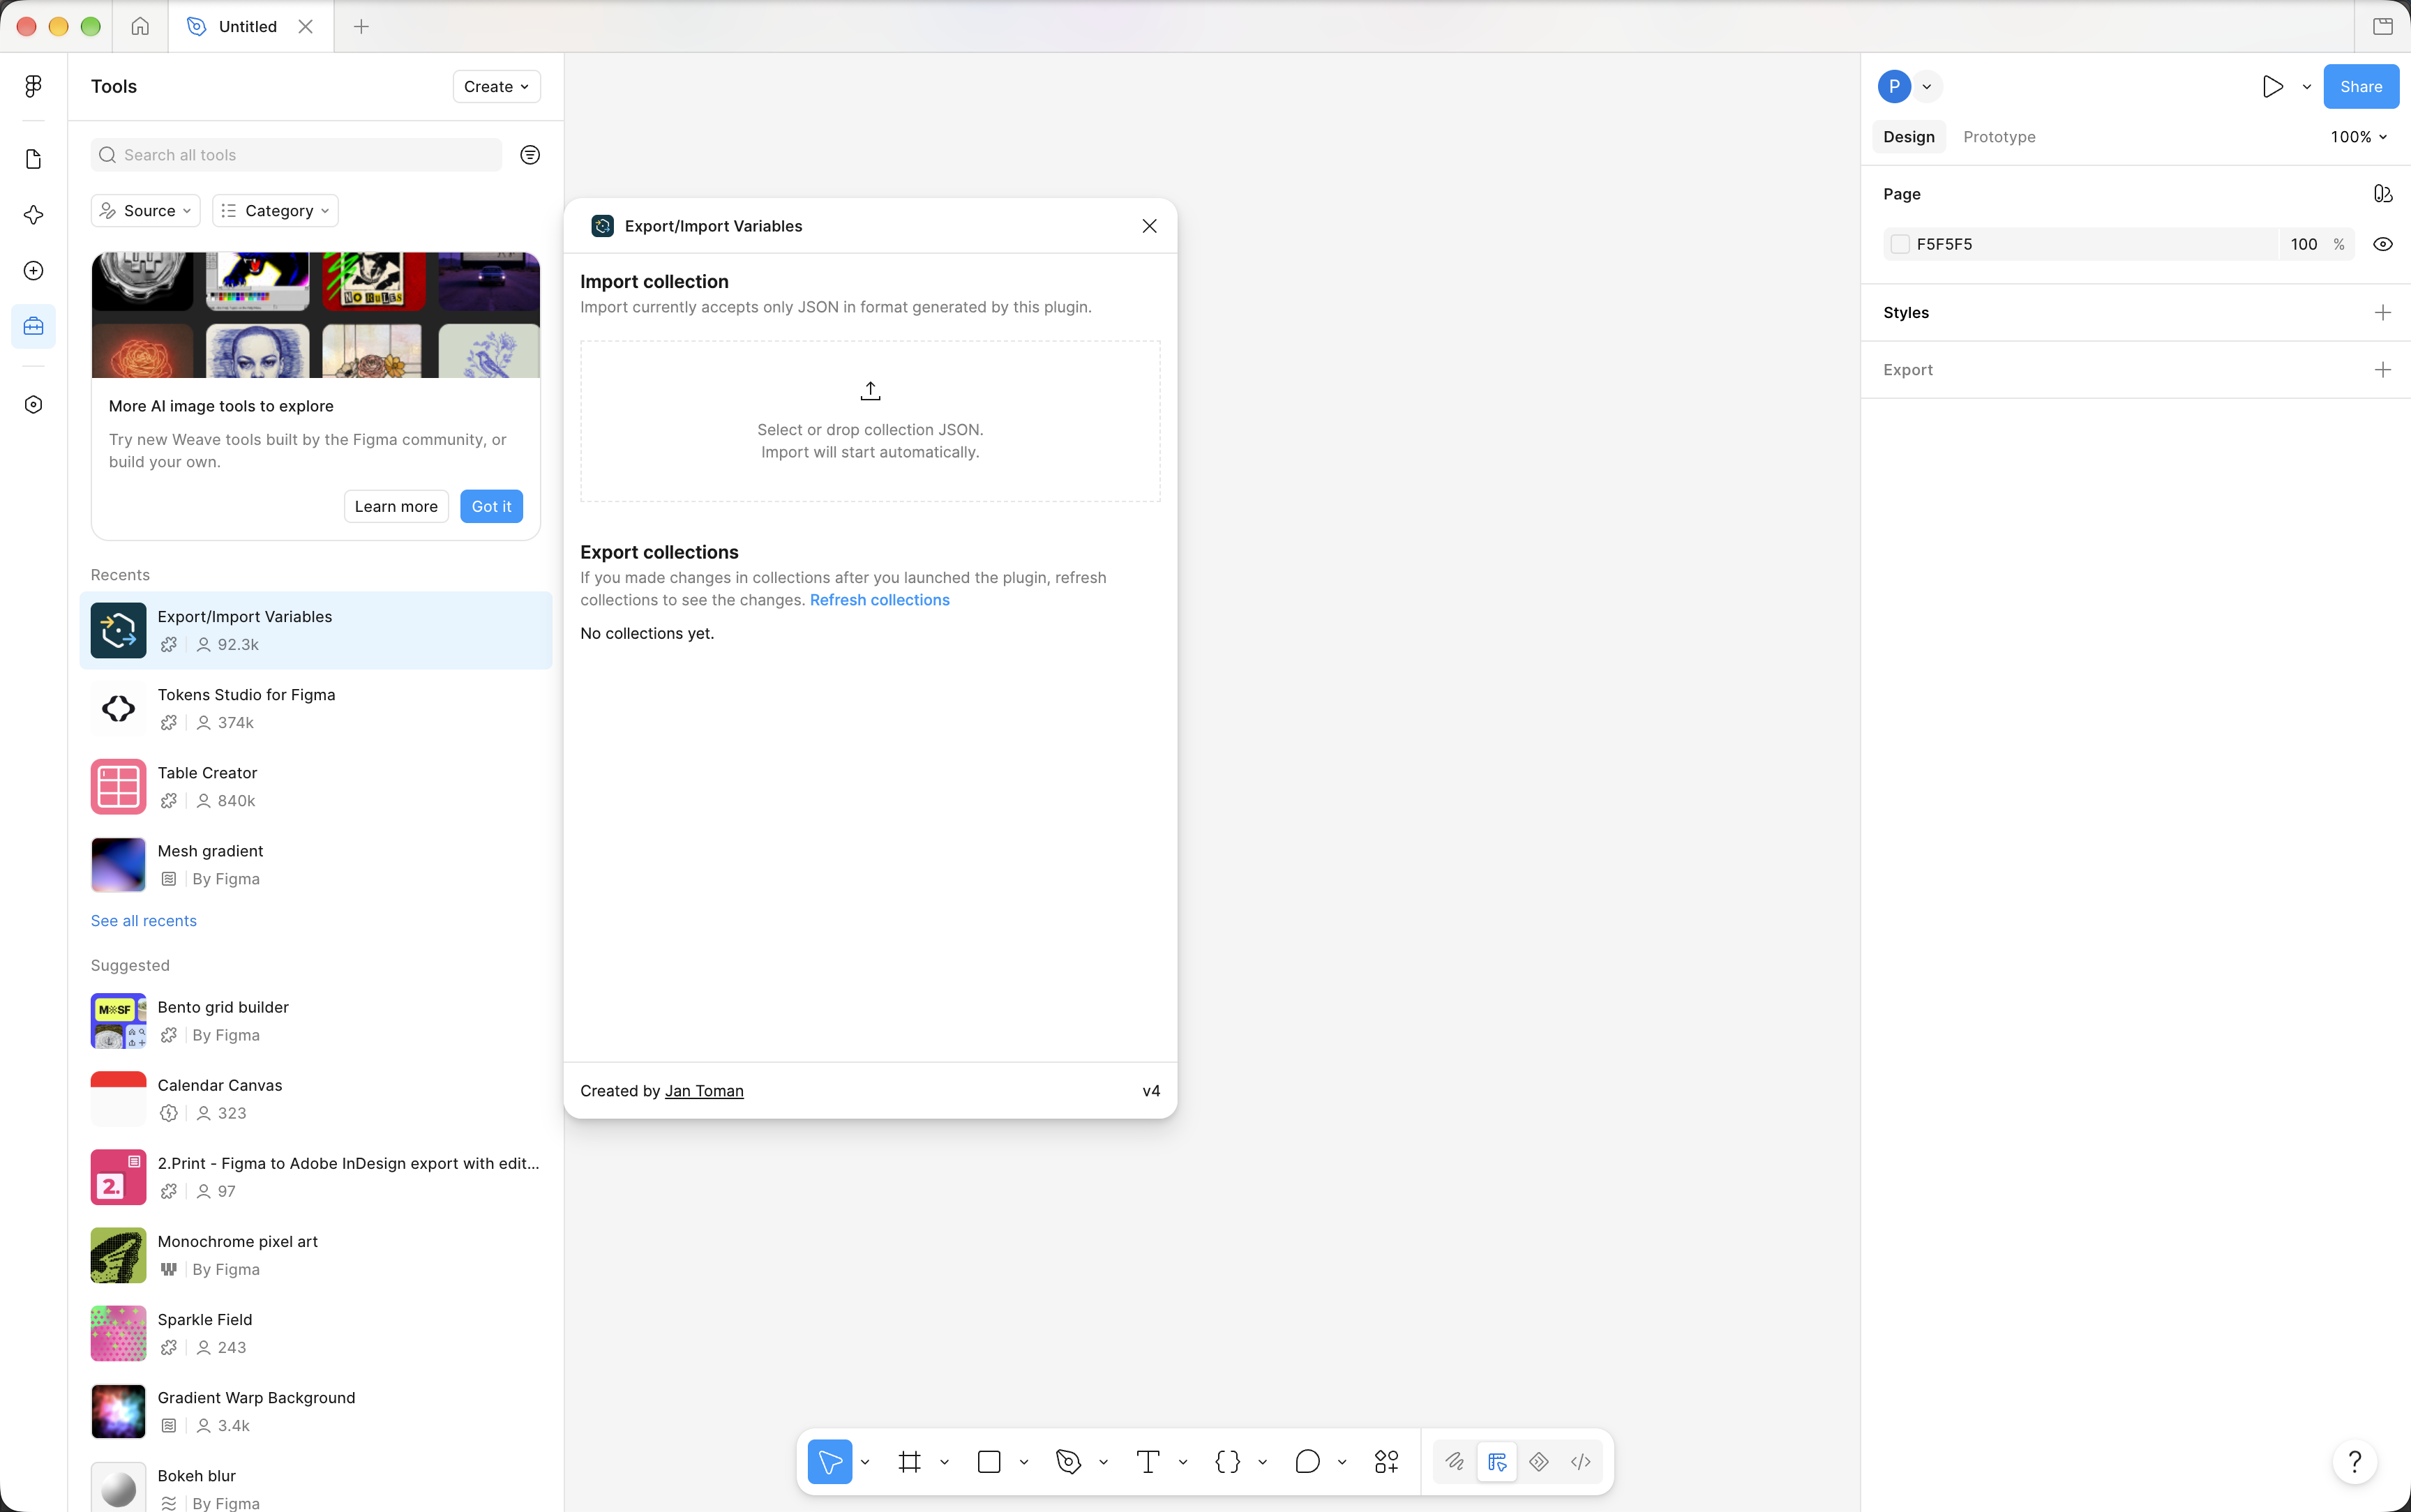 Untitled
Tools
Create
Search all tools
Source
Category
NO RULES
More AI image tools to explore
Try new Weave tools built by the Figma community, or
build your own.
Learn more
Got it
Recents
Export/Import Variables
92.3k
Tokens Studio for Figma
374k
Table Creator
840k
Mesh gradient
By Figma
See all recents
Suggested
Bento grid builder
By Figma
Calendar Canvas
323
2.Print - Figma to Adobe InDesign export with edit...
2.
97
Monochrome pixel art
By Figma
Sparkle Field
243
Gradient Warp Background
3.4k
Bokeh blur
By Figma
Export/Import Variables
Import collection
Import currently accepts only JSON in format generated by this plugin.
Select or drop collection JSON.
Import will start automatically.
Export collections
If you made changes in collections after you launched the plugin, refresh
collections to see the changes. Refresh collections
No collections yet.
Created by Jan Toman
v4
P
Share
Design
Prototype
100%
Page
F5F5F5
100 %
Styles
Export
?